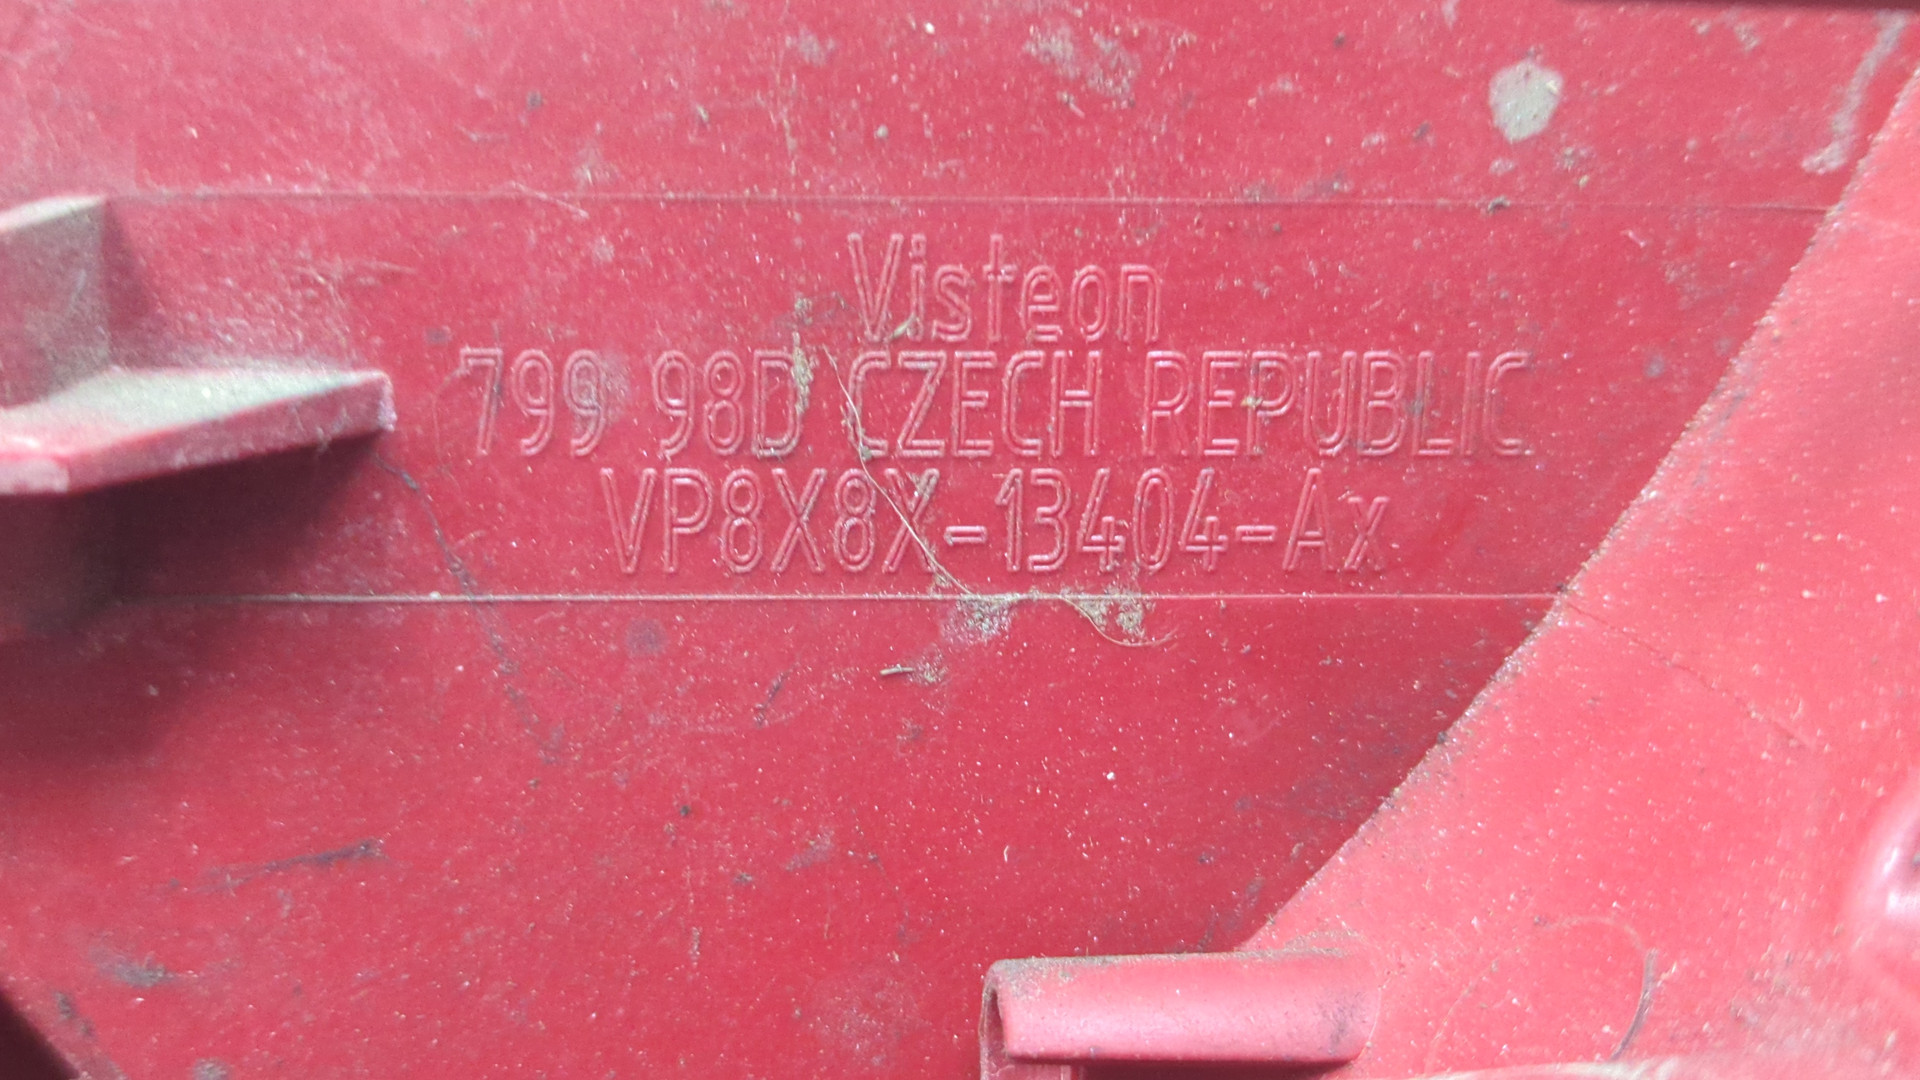 Visteon
799 98D CZECH REPUBLIC
VP8X8X-13404-Ax